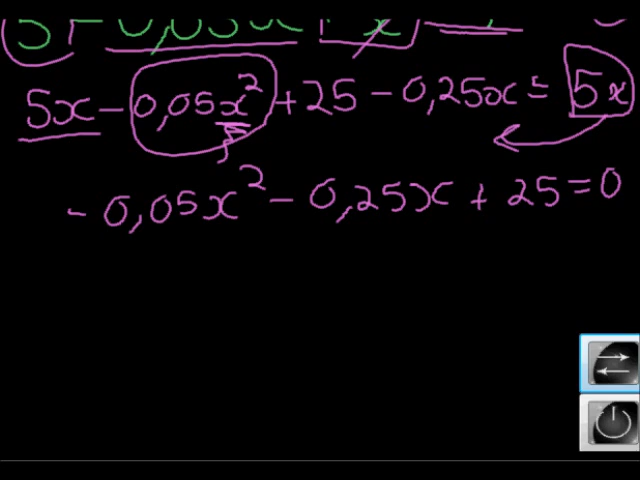 5x - 0,05x² + 25 - 0,25x = 5x
- 0,05x² - 0,25x + 25 = 0